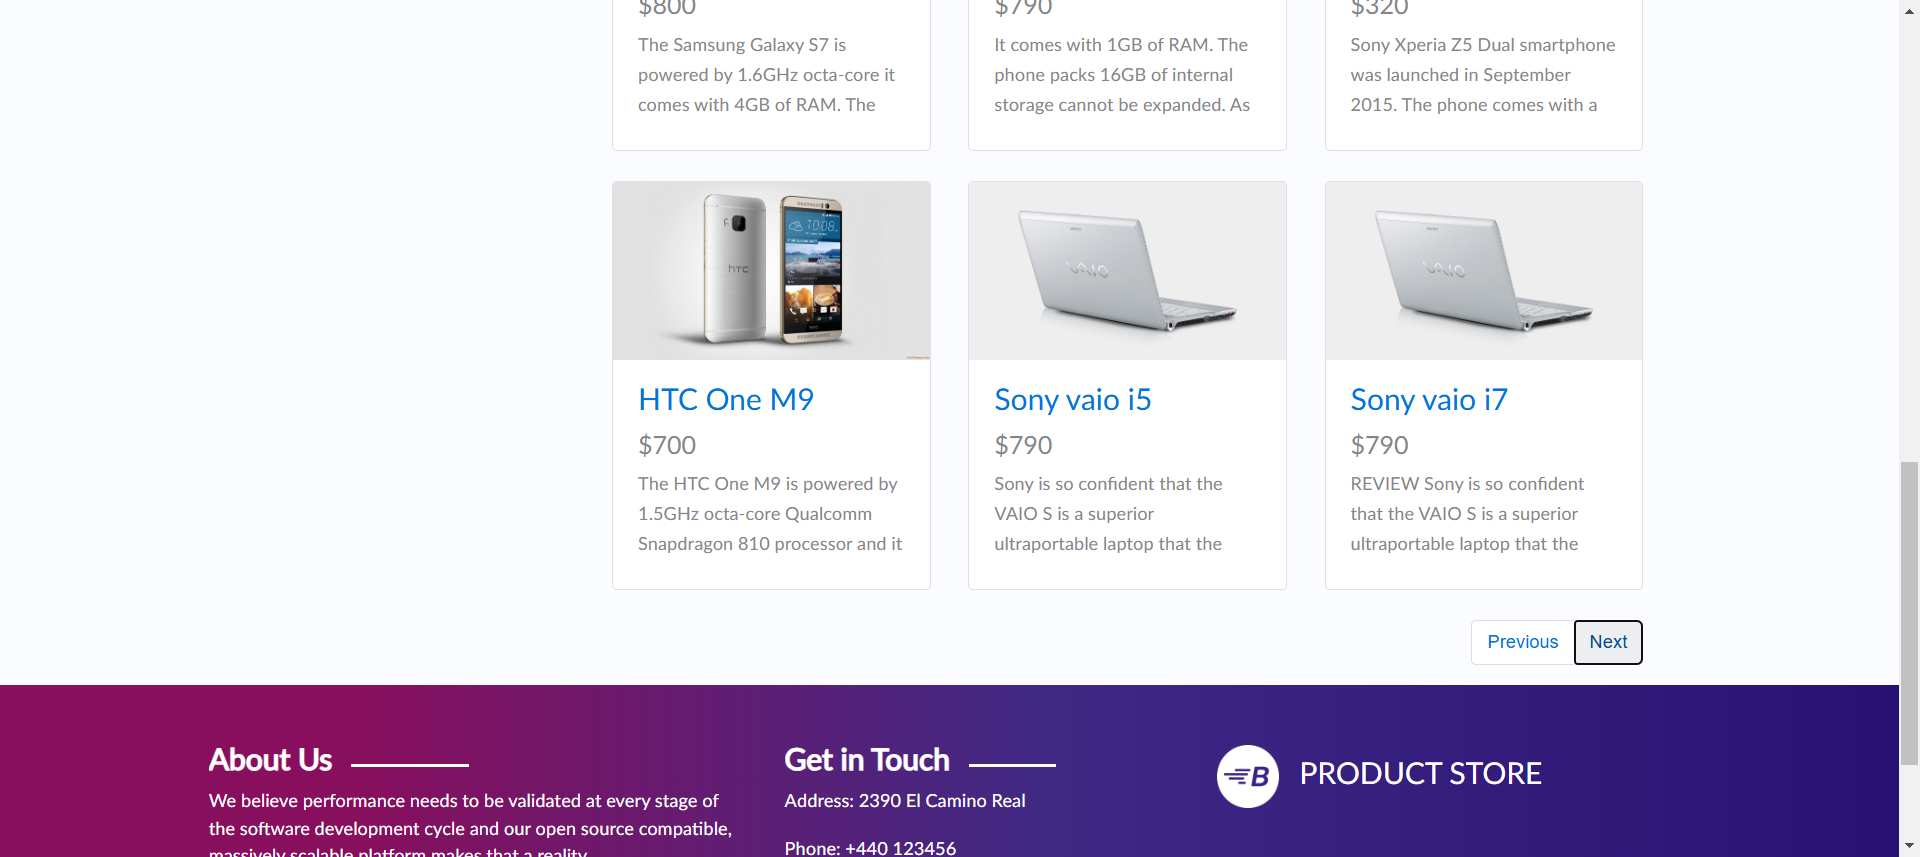 $800
$790
$320
The Samsung Galaxy S7 is
powered by 1.6GHz octa-core it
comes with 4GB of RAM. The
It comes with 1GB of RAM. The
phone packs 16GB of internal
storage cannot be expanded. As
Sony Xperia Z5 Dual smartphone
was launched in September
2015. The phone comes with a
hTC
10:08
VAIO
VAIO
HTC One M9
$700
The HTC One M9 is powered by
1.5GHz octa-core Qualcomm
Snapdragon 810 processor and it
Sony vaio i5
$790
Sony is so confident that the
VAIO S is a superior
ultraportable laptop that the
Sony vaio i7
$790
REVIEW Sony is so confident
that the VAIO S is a superior
ultraportable laptop that the
Previous
Next
About Us
We believe performance needs to be validated at every stage of
the software development cycle and our open source compatible,
massively scalable platform makes that a reality.
Get in Touch
Address: 2390 El Camino Real
Phone: +440 123456
B
PRODUCT STORE